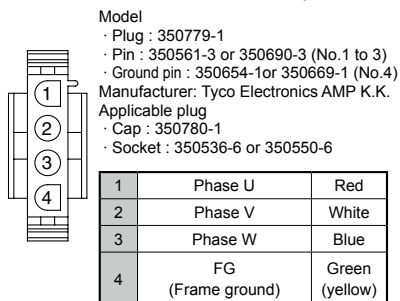 Model
· Plug : 350779-1
· Pin : 350561-3 or 350690-3 (No.1 to 3)
· Ground pin : 350654-1or 350669-1 (No.4)
Manufacturer: Tyco Electronics AMP K.K.
Applicable plug
· Cap : 350780-1
· Socket : 350536-6 or 350550-6
1
2
3
4
1 Phase U Red
2 Phase V White
3 Phase W Blue
4 FG (Frame ground) Green (yellow)